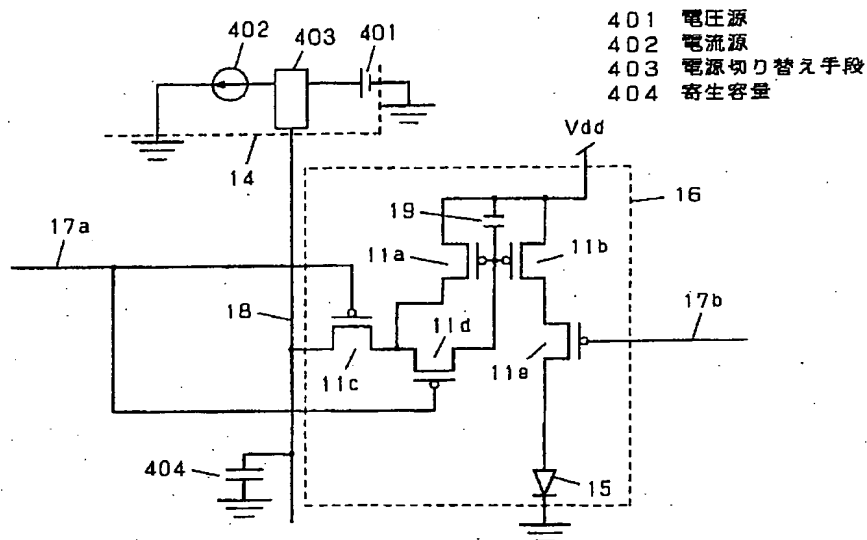 401 電圧源
402 電流源
403 電源切り替え手段
404 寄生容量
402
403
401
14
Vdd
16
19
17a
11a
11b
18
11d
17b
11c
11e
404
15